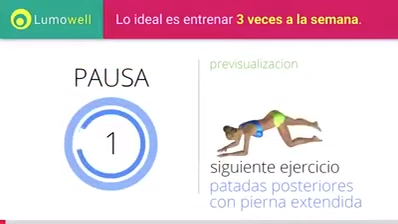 Lumowell
Lo ideal es entrenar 3 veces a la semana.
PAUSA
1
previsualizacion
siguiente ejercicio
patadas posteriores
con pierna extendida